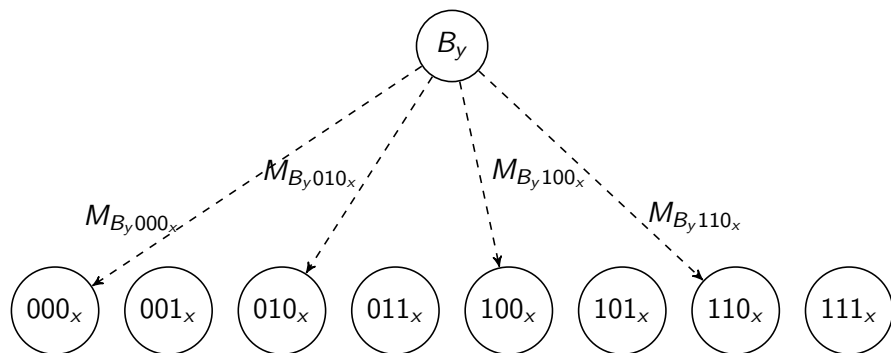 B_y
M_{B_y010_x} M_{B_y100_x}
M_{B_y000_x} M_{B_y110_x}
000_x 001_x 010_x 011_x 100_x 101_x 110_x 111_x